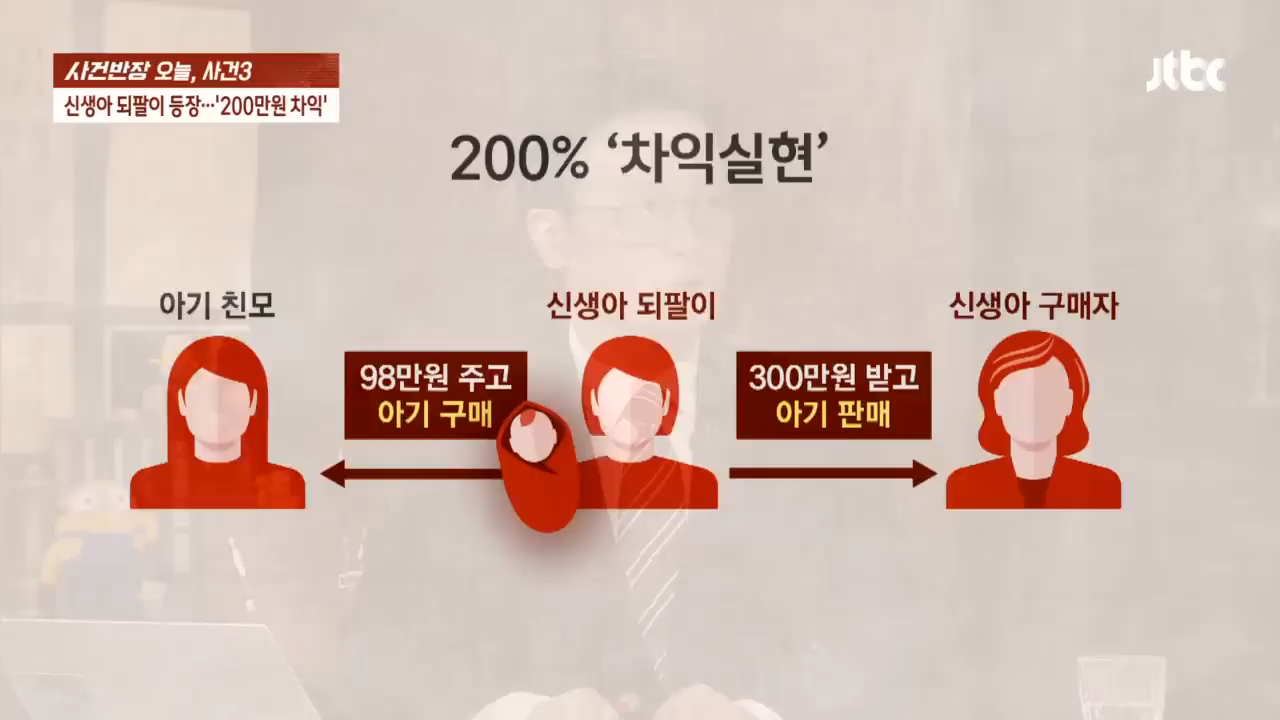 사건반장 오늘, 사건3
신생아 되팔이 등장…'200만원 차익'
jtbc
200% ‘차익실현’
아기 친모
신생아 되팔이
신생아 구매자
98만원 주고
아기 구매
300만원 받고
아기 판매